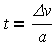 t = Δv/a